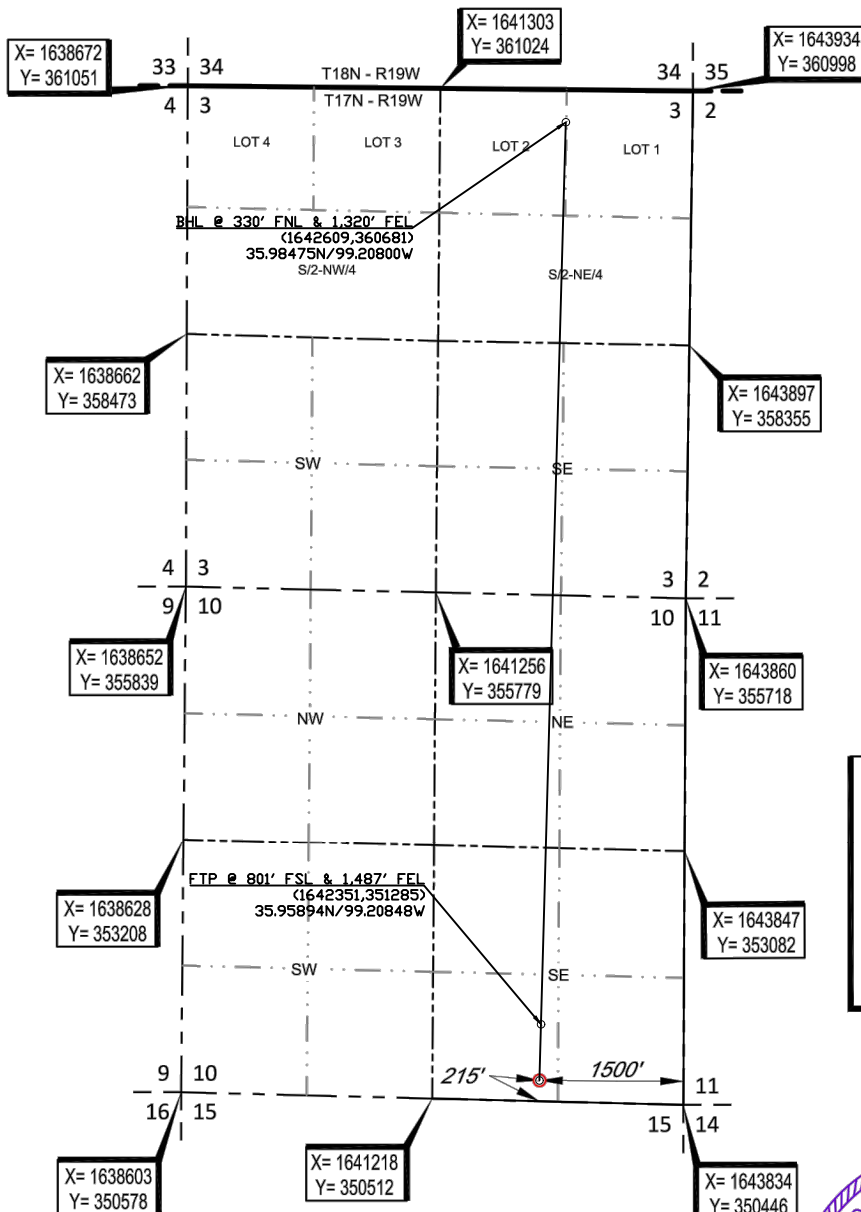 X= 1638672
Y= 361051
X= 1641303
Y= 361024
X= 1643934
Y= 360998
33 34
T18N - R19W
34 35
4 3
T17N - R19W
3 2
LOT 4
LOT 3
LOT 2
LOT 1
BHL @ 330' FNL & 1,320' FEL
(1642609,360681)
35.98475N/99.20800W
S/2-NW/4
S/2-NE/4
X= 1638662
Y= 358473
X= 1643897
Y= 358355
SW
SE
4 3
3 2
9 10
10 11
X= 1638652
Y= 355839
X= 1641256
Y= 355779
X= 1643860
Y= 355718
NW
NE
FTP @ 801' FSL & 1,487' FEL
(1642351,351285)
35.95894N/99.20848W
X= 1638628
Y= 353208
X= 1643847
Y= 353082
SW
SE
215'
1500'
9 10
11
16 15
15 14
X= 1638603
Y= 350578
X= 1641218
Y= 350512
X= 1643834
Y= 350446